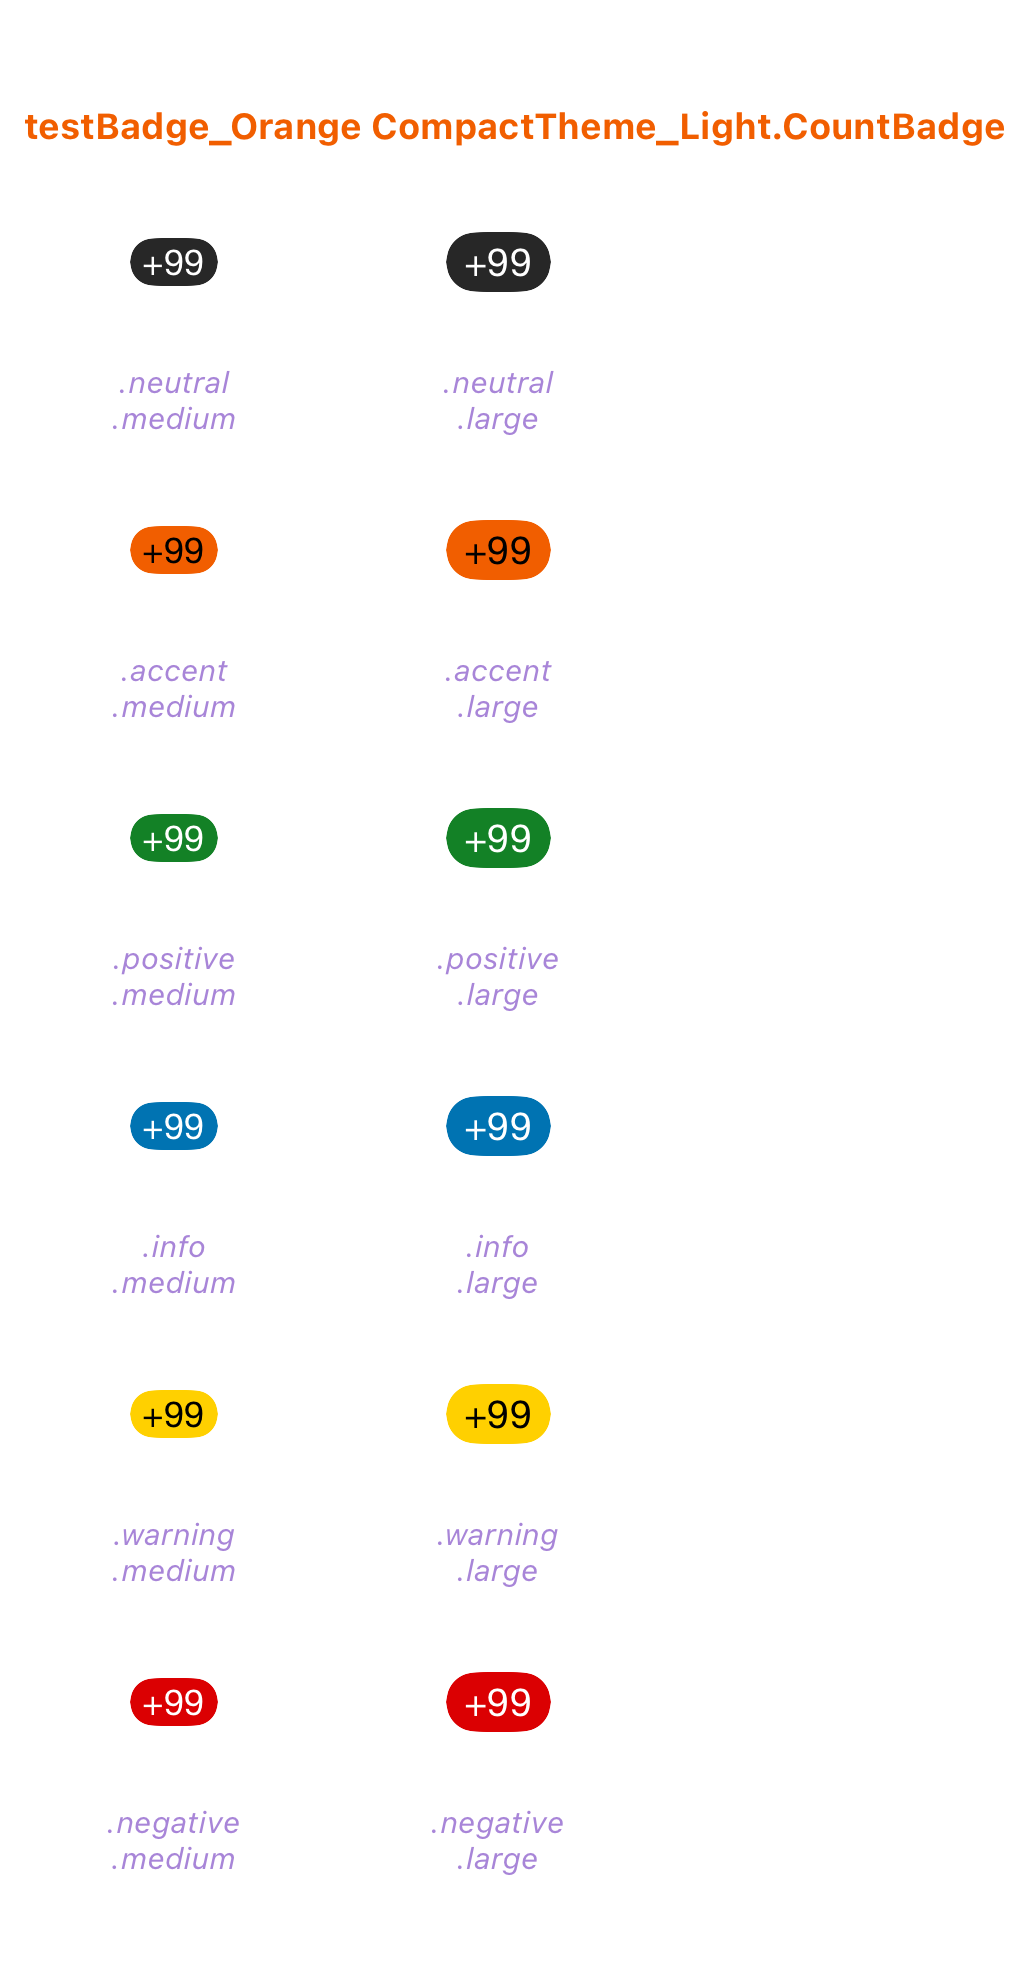 testBadge_Orange CompactTheme_Light.CountBadge
+99 +99
.neutral .neutral
.medium .large
+99 +99
.accent .accent
.medium .large
+99 +99
.positive .positive
.medium .large
+99 +99
.info .info
.medium .large
+99 +99
.warning .warning
.medium .large
+99 +99
.negative .negative
.medium .large